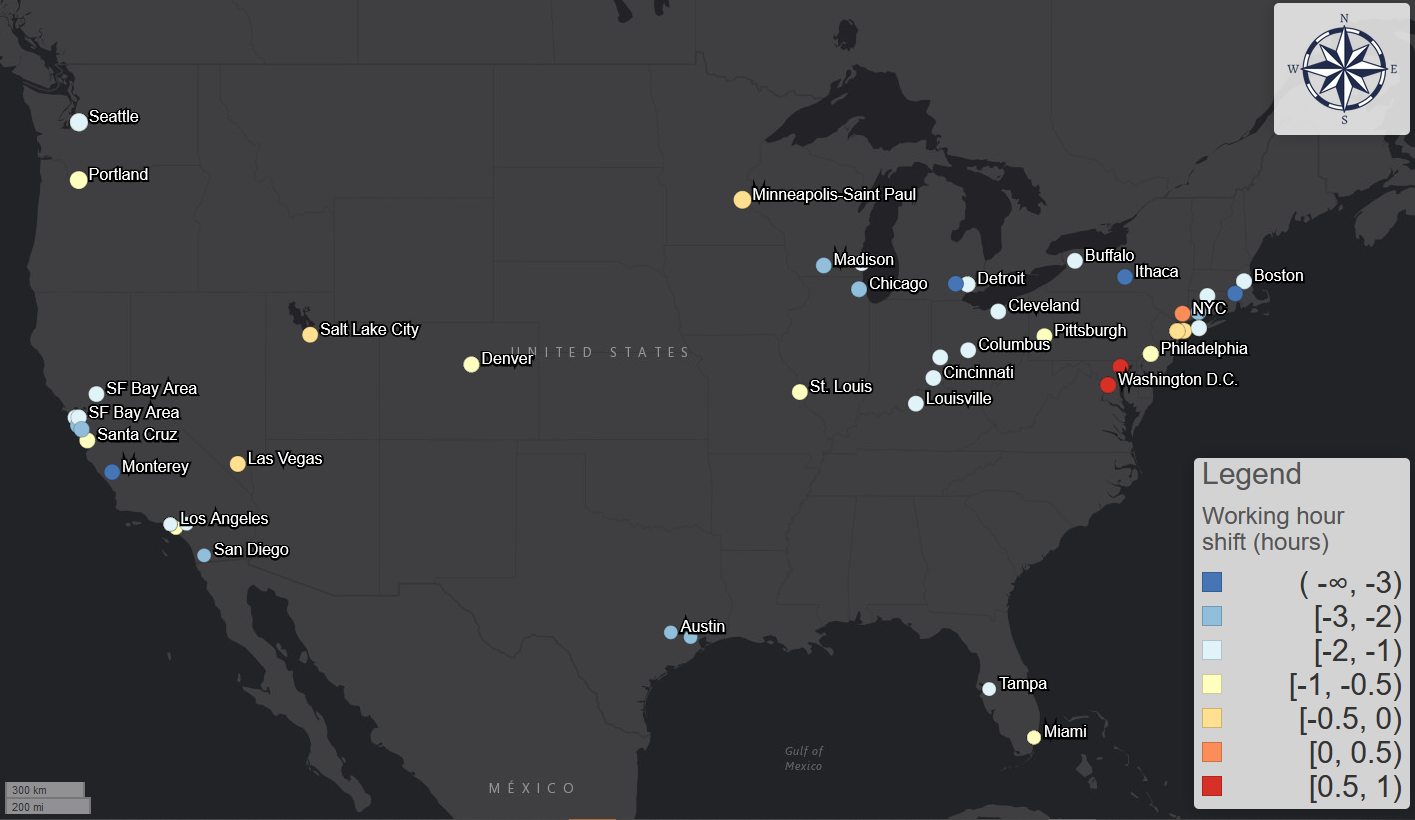 N
W
E
S
Seattle
Portland
Minneapolis-Saint Paul
Madison
Chicago
Detroit
Buffalo
Ithaca
Boston
Cleveland
NYC
Salt Lake City
Pittsburgh
Columbus
Philadelphia
UNITED STATES
Denver
Cincinnati
Washington D.C.
St. Louis
Louisville
SF Bay Area
SF Bay Area
Santa Cruz
Monterey
Las Vegas
Los Angeles
San Diego
Austin
Tampa
Miami
Gulf of
Mexico
MÉXICO
300 km
200 mi
Legend
Working hour
shift (hours)
( -∞, -3)
[-3, -2)
[-2, -1)
[-1, -0.5)
[-0.5, 0)
[0, 0.5)
[0.5, 1)